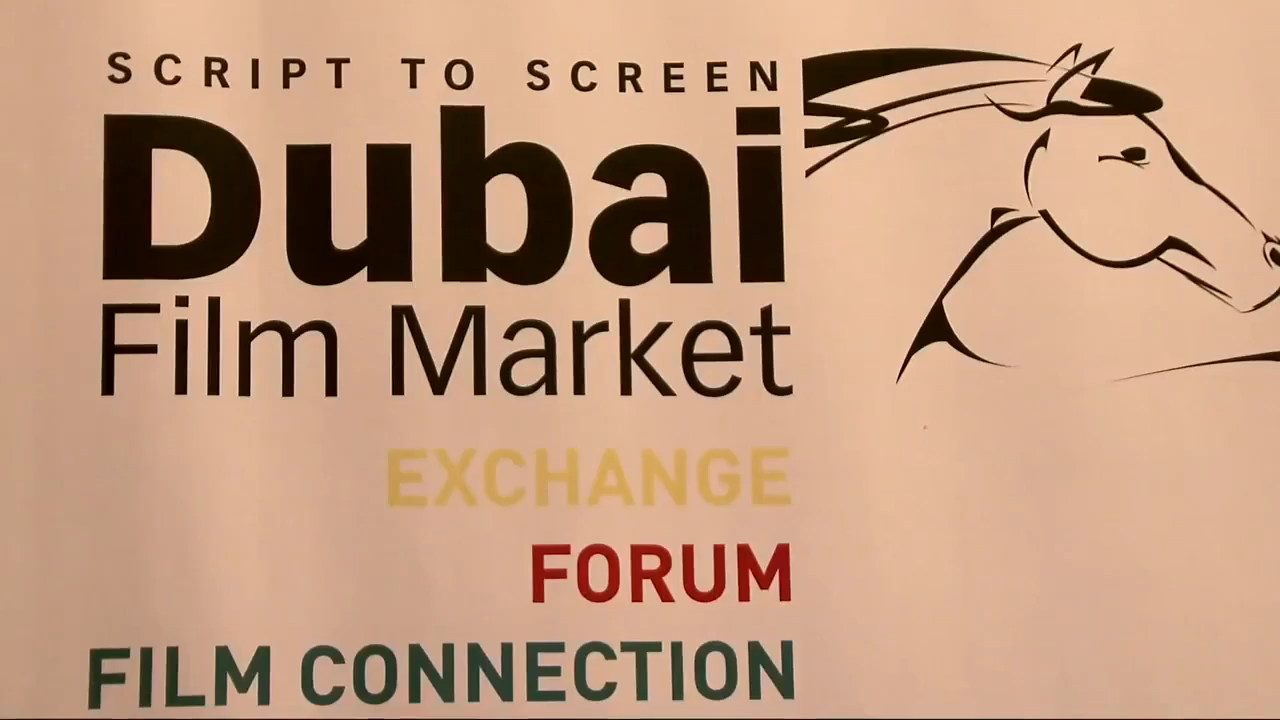 SCRIPT TO SCREEN
Dubai
Film Market
EXCHANGE
FORUM
FILM CONNECTION